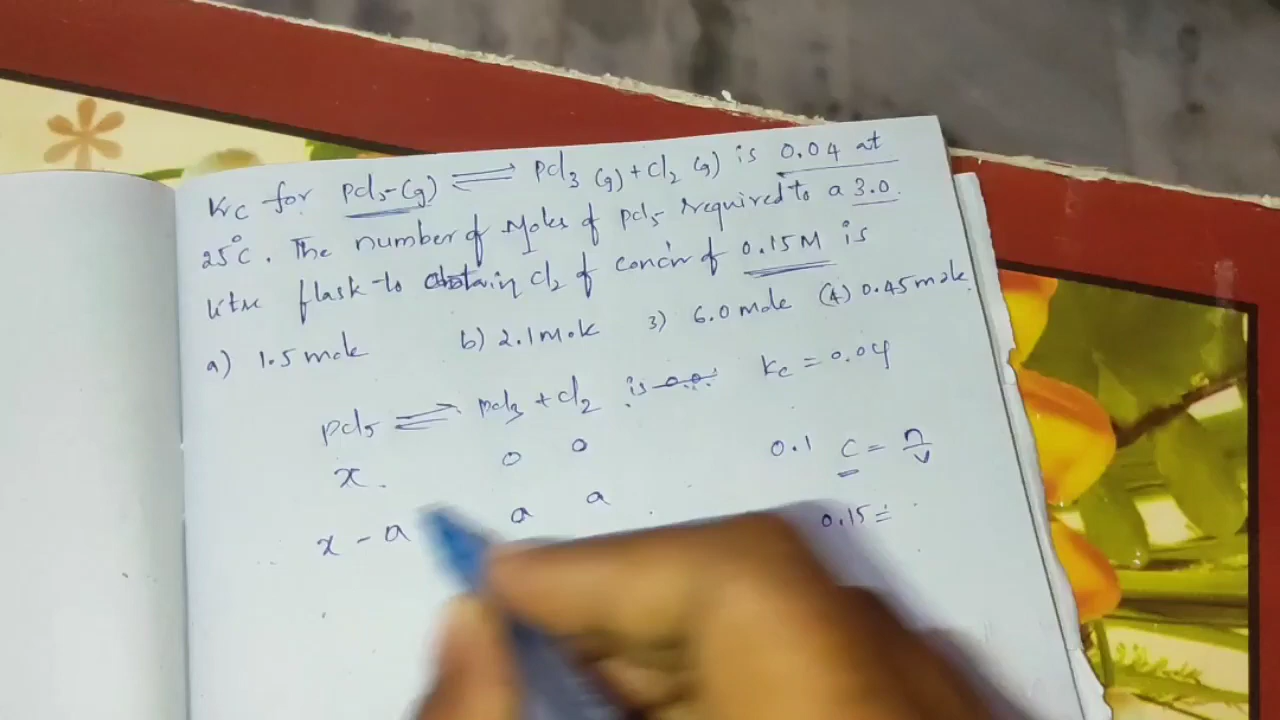 Kc for pcl5(g) ⇌ pcl3 (g) + cl2 (g) is 0.04 at
25°C. The number of Moles of pcl5 required to a 3.0
litre flask to obtain cl2 of conc'n of 0.15M is
a) 1.5 mole b) 2.1 mole 3) 6.0 mole (4) 0.45 mole
pcl5 ⇌ pcl3 + cl2 is 0.0 Kc = 0.04
x. 0 0 0.1 C = n/v
x - a a a 0.15 =